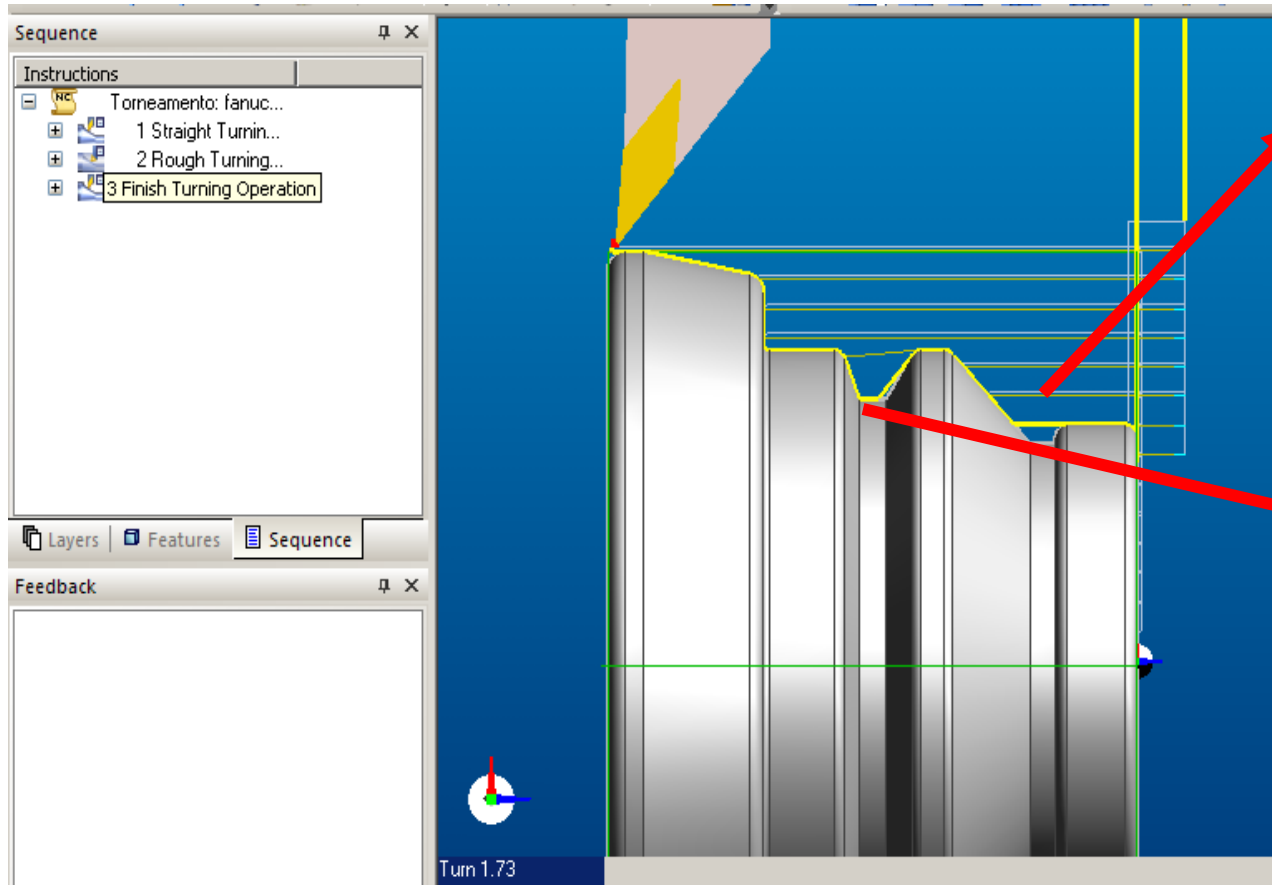 Sequence
Instructions
NC
Torneamento: fanuc...
1 Straight Turnin...
2 Rough Turning...
3 Finish Turning Operation
Layers Features Sequence
Feedback
Turn 1.73